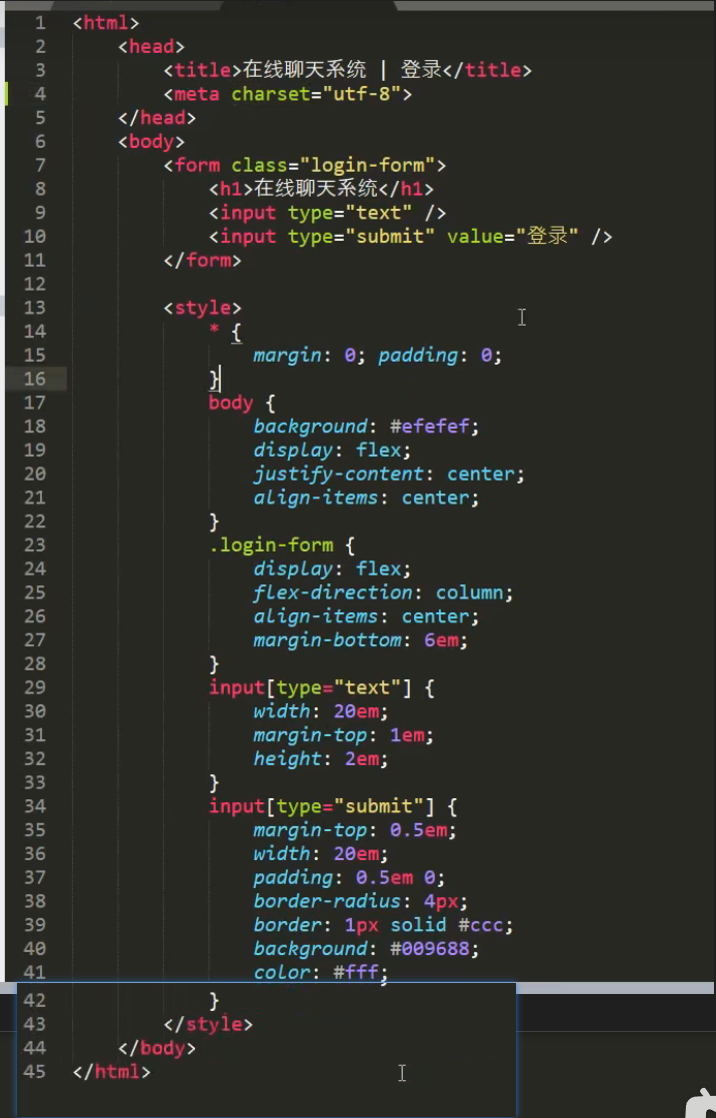 1 <html>
2     <head>
3         <title>在线聊天系统 | 登录</title>
4         <meta charset="utf-8">
5     </head>
6     <body>
7         <form class="login-form">
8             <h1>在线聊天系统</h1>
9             <input type="text" />
10             <input type="submit" value="登录" />
11         </form>
12
13         <style>
14             * {
15                 margin: 0; padding: 0;
16             }
17             body {
18                 background: #efefef;
19                 display: flex;
20                 justify-content: center;
21                 align-items: center;
22             }
23             .login-form {
24                 display: flex;
25                 flex-direction: column;
26                 align-items: center;
27                 margin-bottom: 6em;
28             }
29             input[type="text"] {
30                 width: 20em;
31                 margin-top: 1em;
32                 height: 2em;
33             }
34             input[type="submit"] {
35                 margin-top: 0.5em;
36                 width: 20em;
37                 padding: 0.5em 0;
38                 border-radius: 4px;
39                 border: 1px solid #ccc;
40                 background: #009688;
41                 color: #fff;
42             }
43         </style>
44     </body>
45 </html>